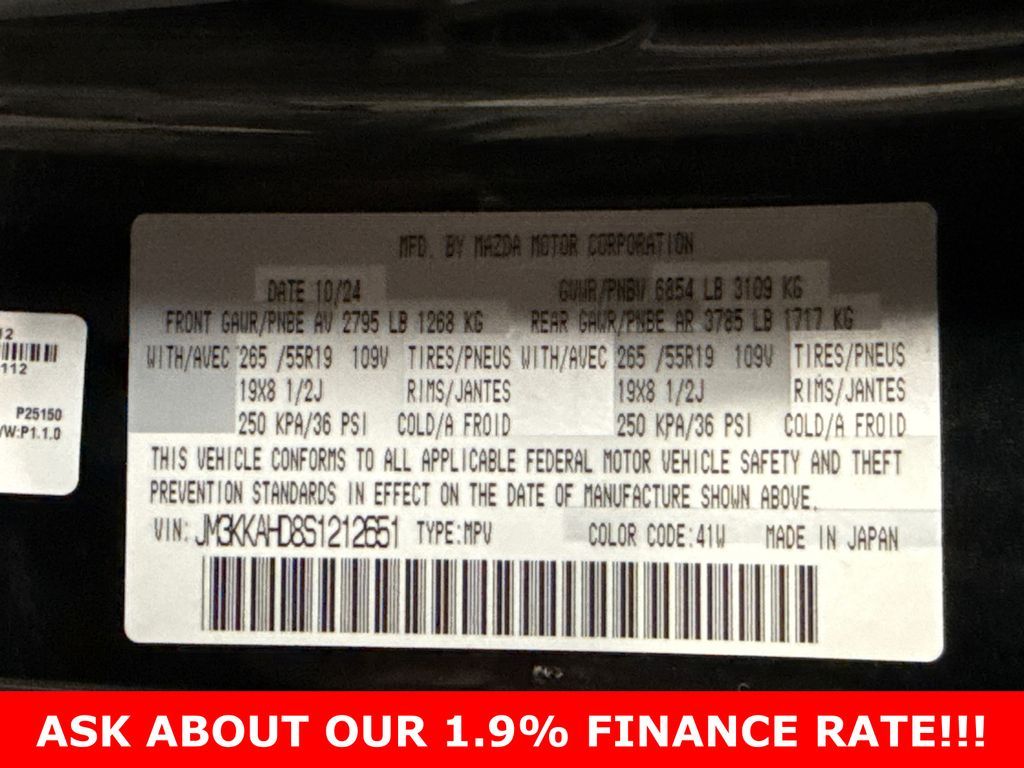 MFD. BY MAZDA MOTOR CORPORATION
DATE 10/24 GVWR/PNBV 6854 LB 3109 KG
FRONT GAWR/PNBE AV 2795 LB 1268 KG REAR GAWR/PNBE AR 3785 LB 1717 KG
WITH/AVEC 265 /55R19 109V TIRES/PNEUS WITH/AVEC 265 /55R19 109V TIRES/PNEUS
19X8 1/2J RIMS/JANTES 19X8 1/2J RIMS/JANTES
250 KPA/36 PSI COLD/A FROID 250 KPA/36 PSI COLD/A FROID
THIS VEHICLE CONFORMS TO ALL APPLICABLE FEDERAL MOTOR VEHICLE SAFETY AND THEFT
PREVENTION STANDARDS IN EFFECT ON THE DATE OF MANUFACTURE SHOWN ABOVE.
VIN: JM3KKAHD8S1212651 TYPE:MPV COLOR CODE:41W MADE IN JAPAN
12
112
P25150
/W:P1.1.0
ASK ABOUT OUR 1.9% FINANCE RATE!!!